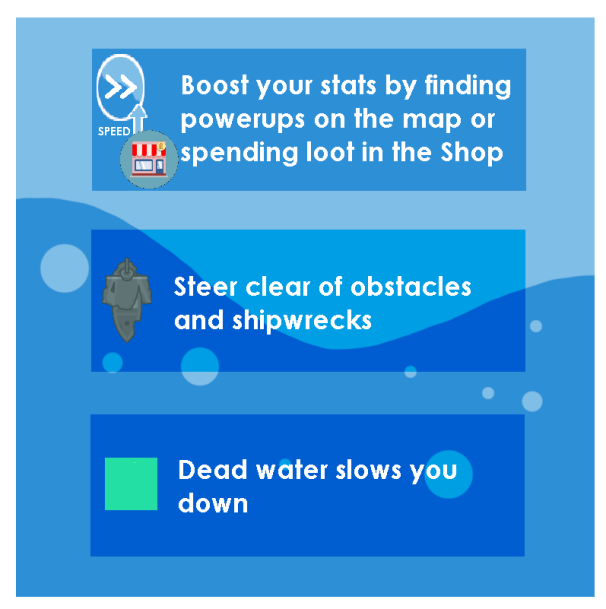 Boost your stats by finding
powerups on the map or
SPEED
spending loot in the Shop
Steer clear of obstacles
and shipwrecks
Dead water slows you
down